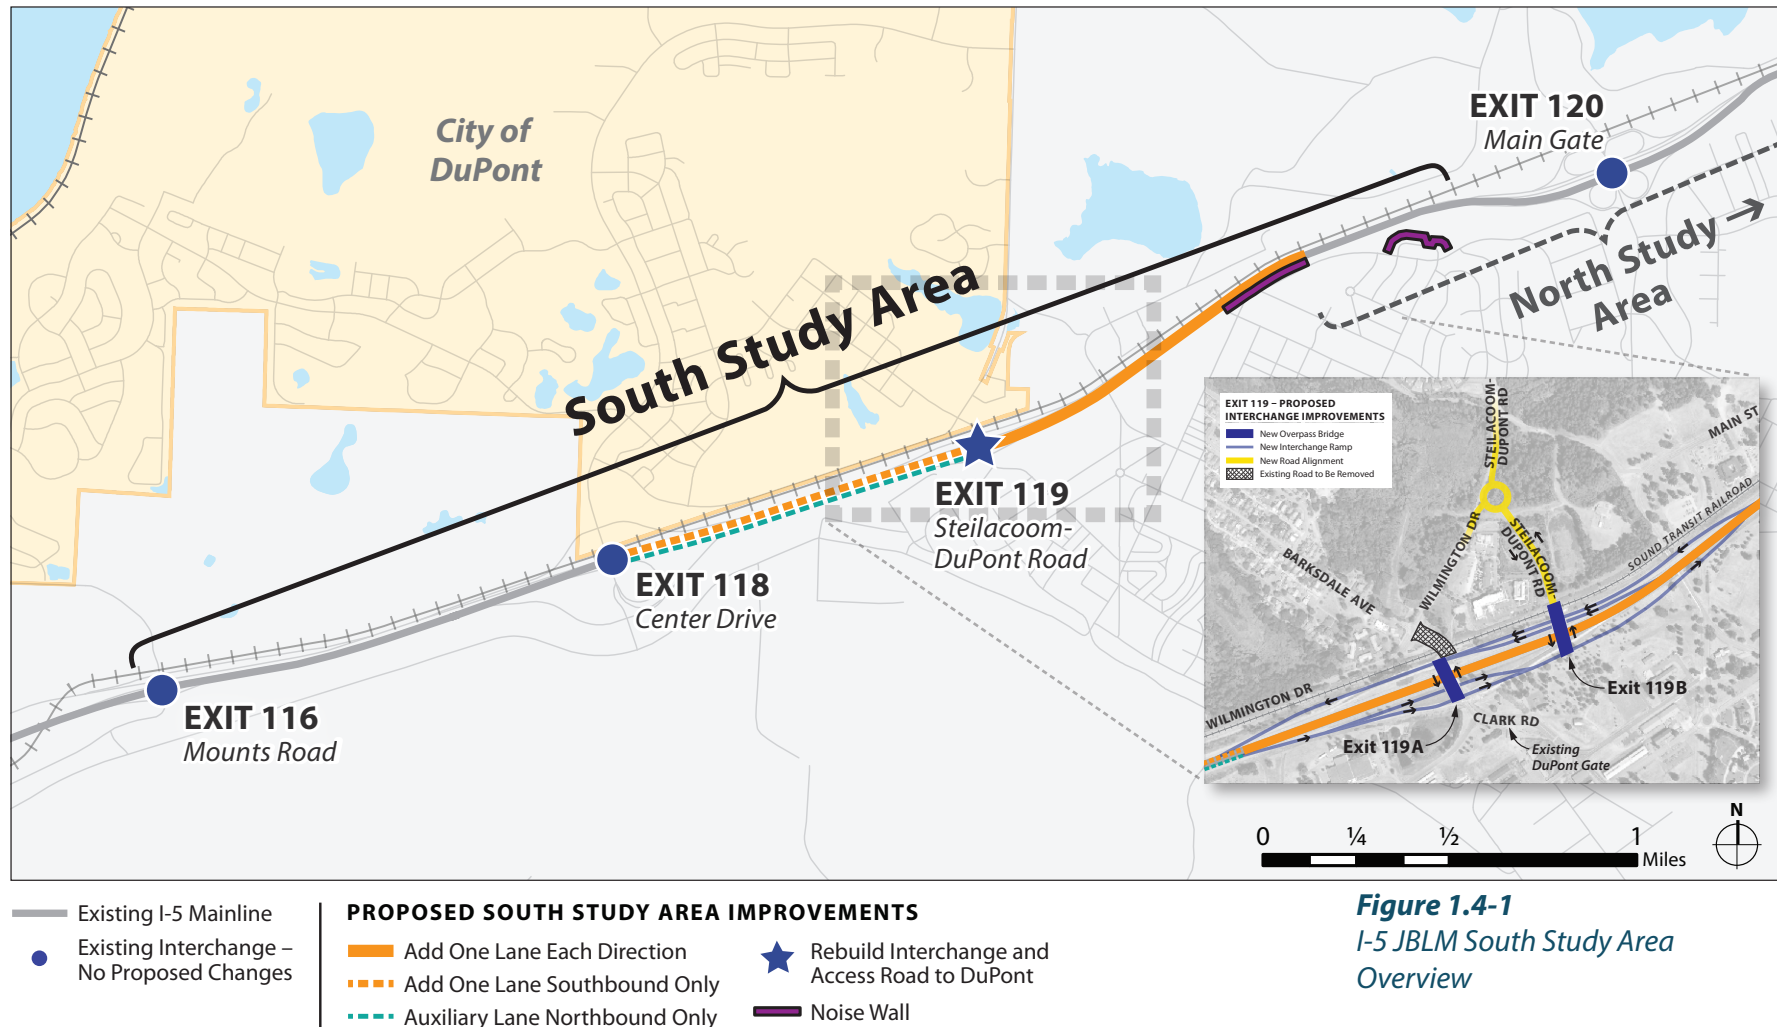 City of
DuPont
EXIT 120
Main Gate
South Study Area
North Study
Area
EXIT 119
Steilacoom-
DuPont Road
EXIT 118
Center Drive
EXIT 116
Mounts Road
EXIT 119 – PROPOSED
INTERCHANGE IMPROVEMENTS
New Overpass Bridge
New Interchange Ramp
New Road Alignment
Existing Road to Be Removed
STEILACOOM-
DUPONT RD
MAIN ST
WILMINGTON DR
STEILACOOM-
DUPONT RD
SOUND TRANSIT RAILROAD
BARKSDALE AVE
WILMINGTON DR
Exit 119B
Exit 119A
CLARK RD
Existing
DuPont Gate
0 ¼ ½ 1
Miles
N
Existing I-5 Mainline
Existing Interchange –
No Proposed Changes
PROPOSED SOUTH STUDY AREA IMPROVEMENTS
Add One Lane Each Direction
Add One Lane Southbound Only
Auxiliary Lane Northbound Only
Rebuild Interchange and
Access Road to DuPont
Noise Wall
Figure 1.4-1
I-5 JBLM South Study Area
Overview